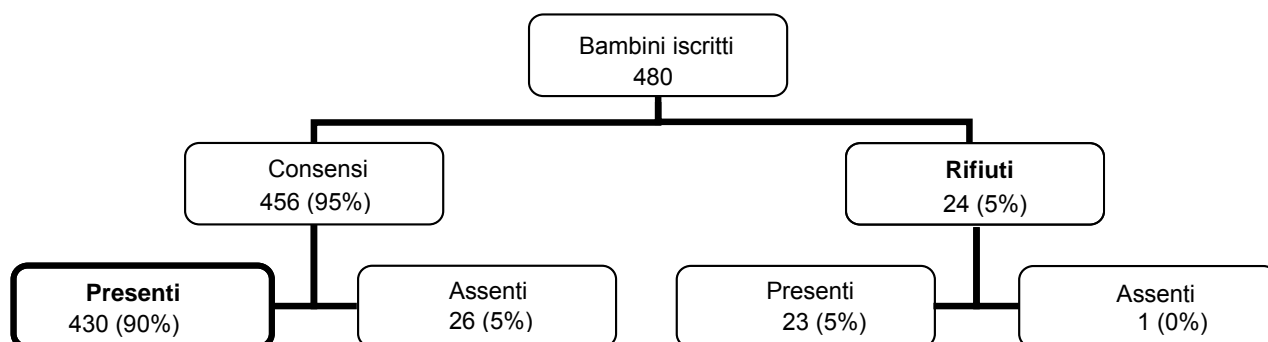 Bambini iscritti
480
Consensi
456 (95%)
Rifiuti
24 (5%)
Presenti
430 (90%)
Assenti
26 (5%)
Presenti
23 (5%)
Assenti
1 (0%)